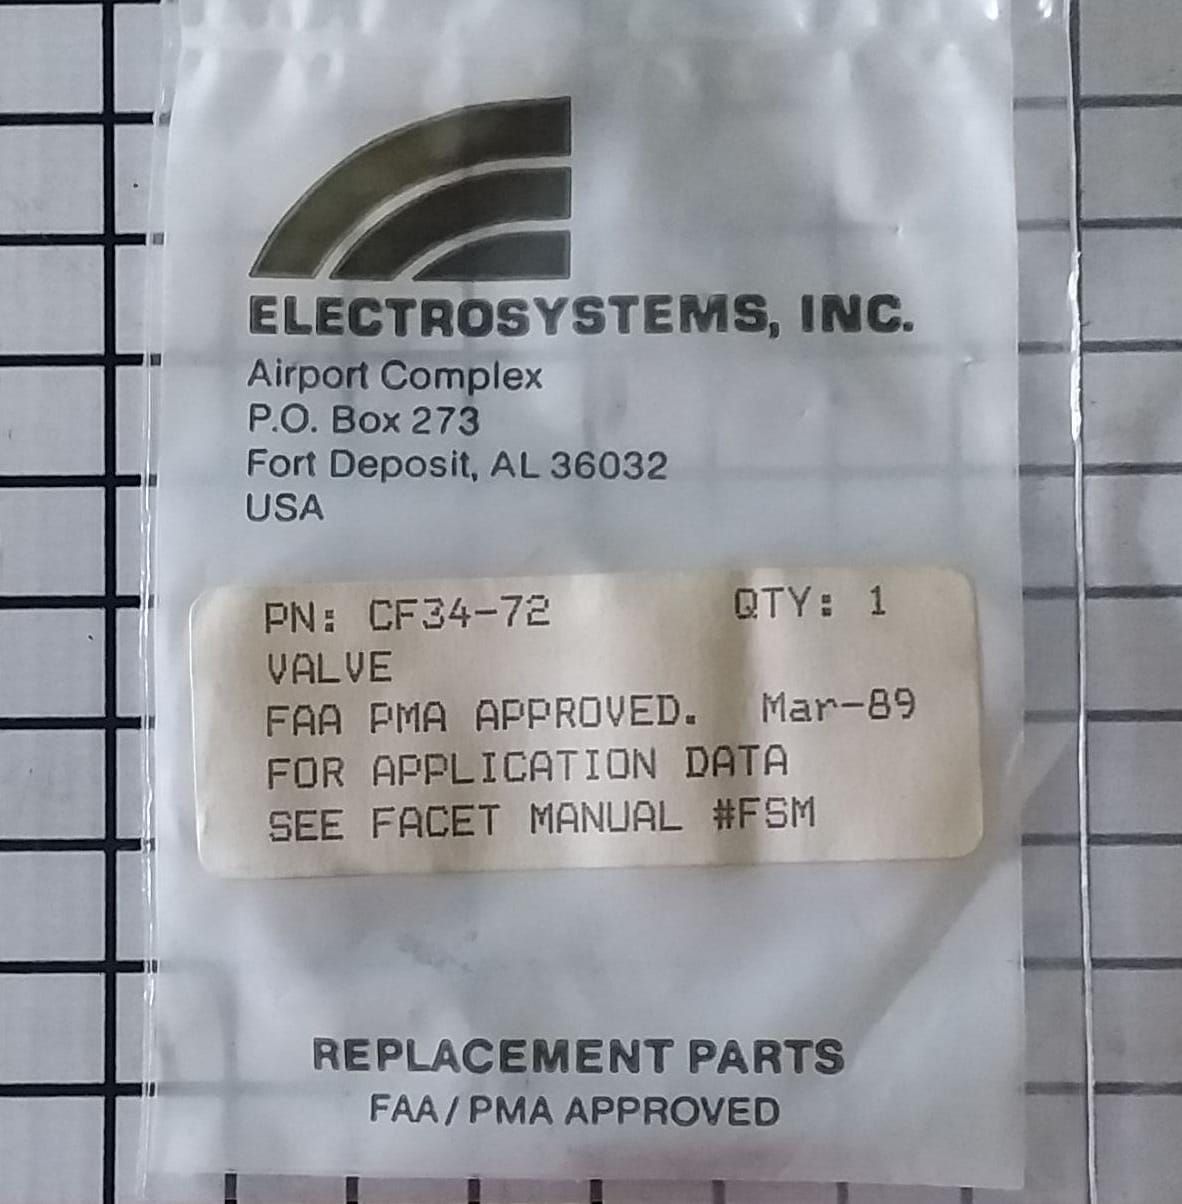 ELECTROSYSTEMS, INC.
Airport Complex
P.O. Box 273
Fort Deposit, AL 36032
USA
PN: CF34-72 QTY: 1
VALVE
FAA PMA APPROVED. Mar-89
FOR APPLICATION DATA
SEE FACET MANUAL #FSM
REPLACEMENT PARTS
FAA/PMA APPROVED